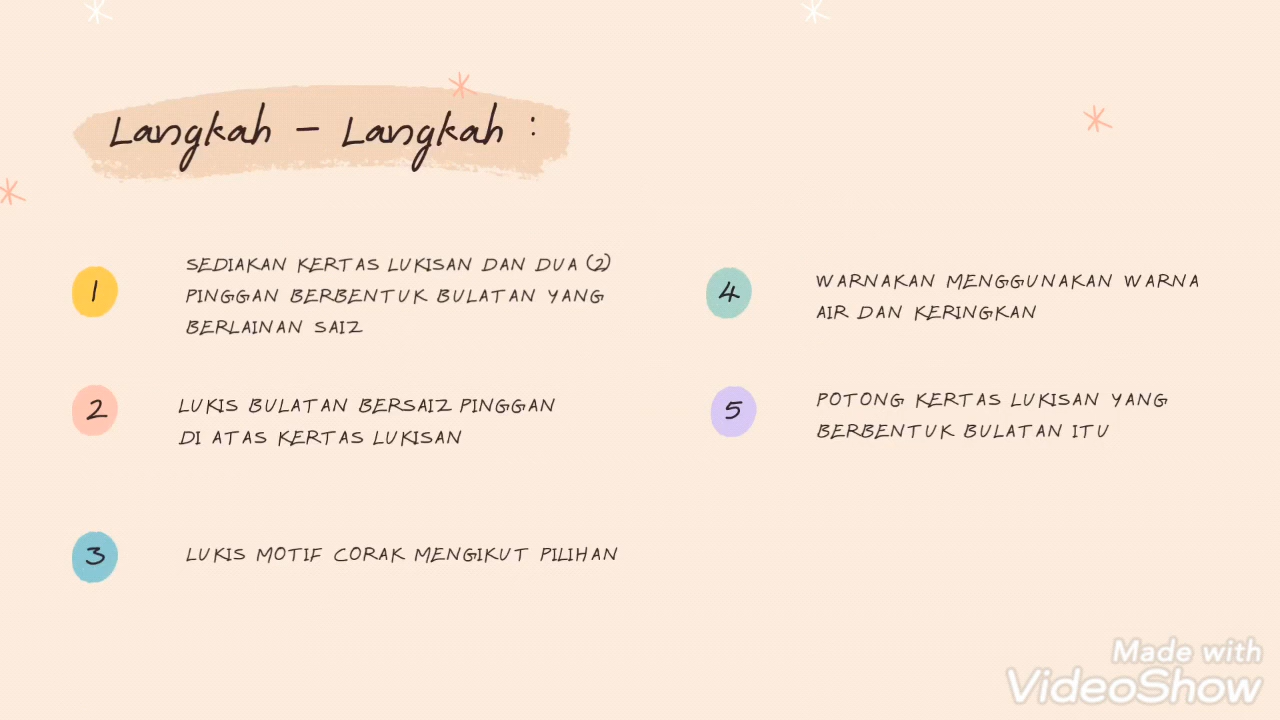 Langkah - Langkah :
1
SEDIAKAN KERTAS LUKISAN DAN DUA (2)
PINGGAN BERBENTUK BULATAN YANG
BERLAINAN SAIZ
2
LUKIS BULATAN BERSAIZ PINGGAN
DI ATAS KERTAS LUKISAN
3
LUKIS MOTIF CORAK MENGIKUT PILIHAN
4
WARNAKAN MENGGUNAKAN WARNA
AIR DAN KERINGKAN
5
POTONG KERTAS LUKISAN YANG
BERBENTUK BULATAN ITU
Made with
VideoShow